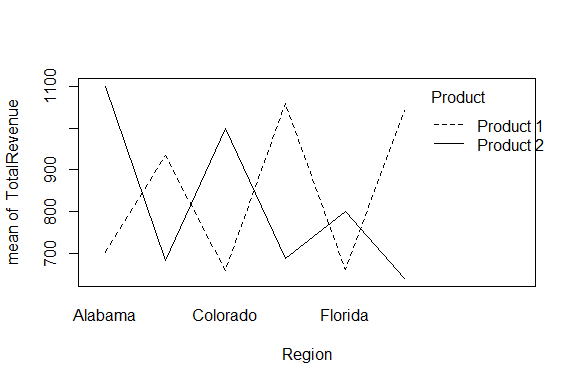 mean of TotalRevenue
1100
900
800
700
Product
Product 1
Product 2
Alabama Colorado Florida
Region